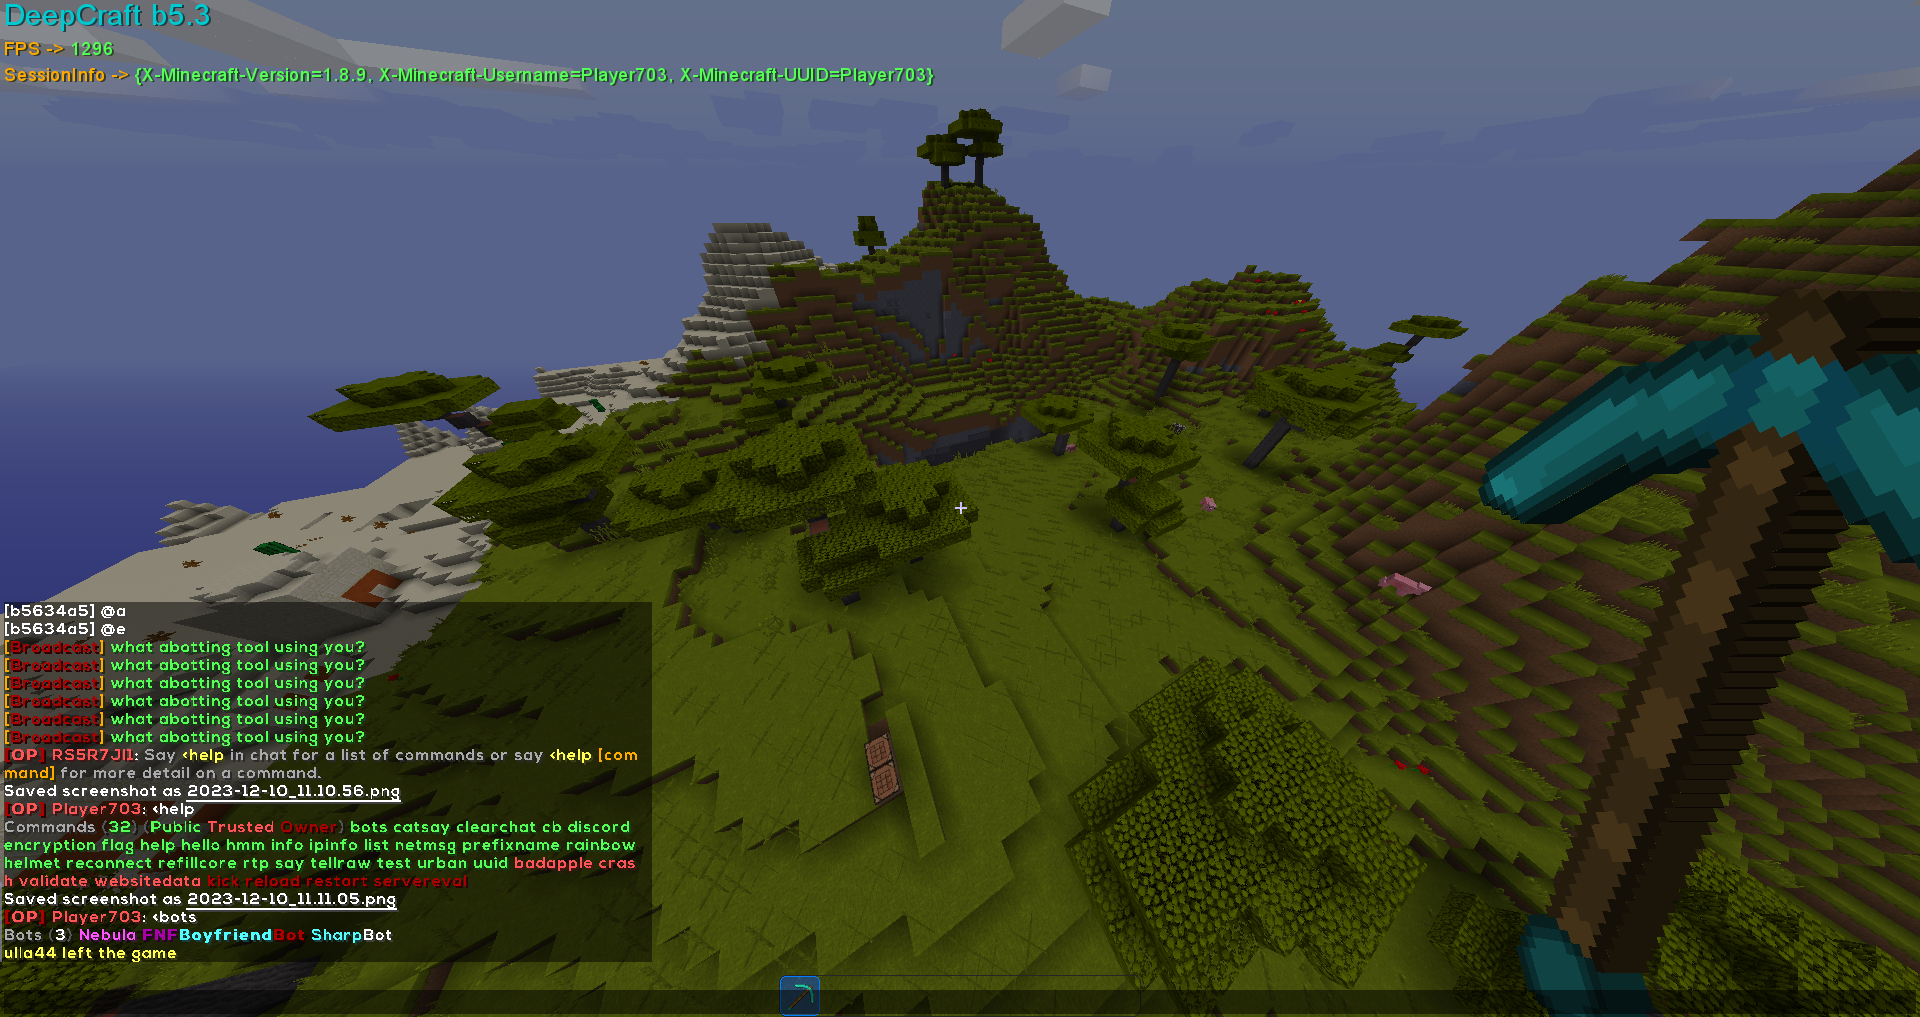 DeepCraft b5.3
FPS -> 1296
SessionInfo -> {X-Minecraft-Version=1.8.9, X-Minecraft-Username=Player703, X-Minecraft-UUID=Player703}
[b5634a5] @a
[b5634a5] @e
[Broadcast] what abotting tool using you?
[Broadcast] what abotting tool using you?
[Broadcast] what abotting tool using you?
[Broadcast] what abotting tool using you?
[Broadcast] what abotting tool using you?
[Broadcast] what abotting tool using you?
[OP] RS5R7JI1: Say <help in chat for a list of commands or say <help [com
mand] for more detail on a command.
Saved screenshot as 2023-12-10_11.10.56.png
[OP] Player703: <help
Commands (32) (Public Trusted Owner) bots catsay clearchat cb discord
encryption flag help hello hmm info ipinfo list netmsg prefixname rainbow
helmet reconnect refillcore rtp say tellraw test urban uuid badapple cras
h validate websitedata kick reload restart servereval
Saved screenshot as 2023-12-10_11.11.05.png
[OP] Player703: <bots
Bots (3) Nebula FNFBoyfriendBot SharpBot
ulla44 left the game